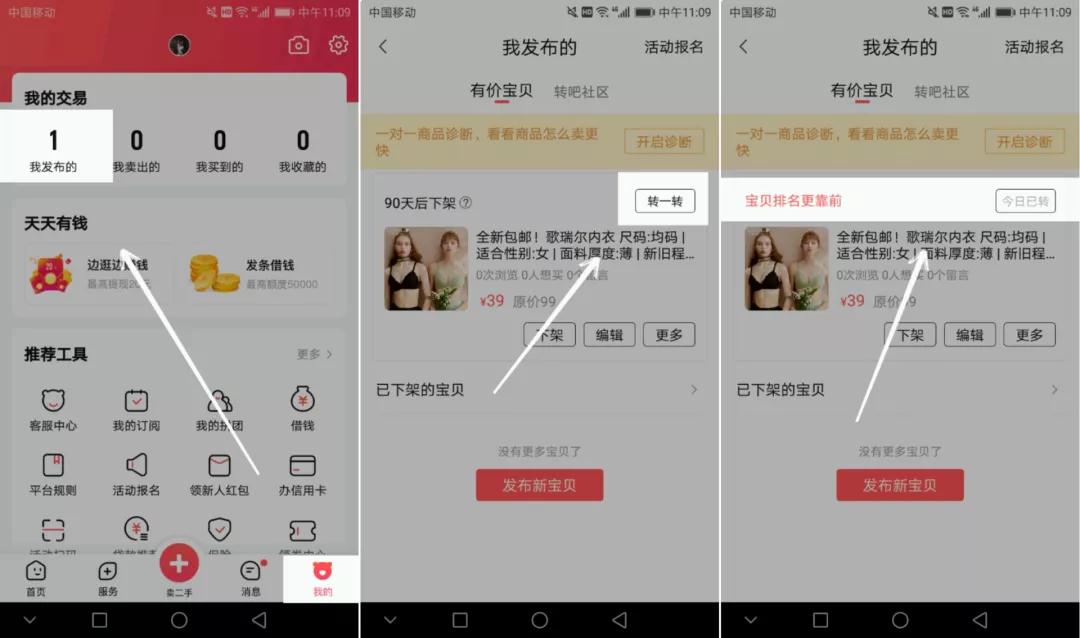 中国移动
HD 中午11:09
我的交易
1
0
0
0
我发布的
我卖出的
我买到的
我收藏的
天天有钱
边逛边赚钱
最高提现20元
发条借钱
最高额度50000
推荐工具
更多
客服中心
我的订阅
我的拼团
借钱
平台规则
活动报名
领新人红包
办信用卡
首页
服务
卖二手
消息
我的
中国移动
HD 中午11:09
我发布的
活动报名
有价宝贝
转吧社区
一对一商品诊断，看看商品怎么卖更
快
开启诊断
90天后下架
转一转
全新包邮！歌瑞尔内衣 尺码:均码 |
适合性别:女 | 面料厚度:薄 | 新旧程...
0次浏览 0人想买 0个留言
¥39 原价99
下架
编辑
更多
已下架的宝贝
没有更多宝贝了
发布新宝贝
中国移动
HD 中午11:09
我发布的
活动报名
有价宝贝
转吧社区
一对一商品诊断，看看商品怎么卖更
快
开启诊断
宝贝排名更靠前
今日已转
全新包邮！歌瑞尔内衣 尺码:均码 |
适合性别:女 | 面料厚度:薄 | 新旧程...
0次浏览 0人想买 0个留言
¥39 原价99
下架
编辑
更多
已下架的宝贝
没有更多宝贝了
发布新宝贝